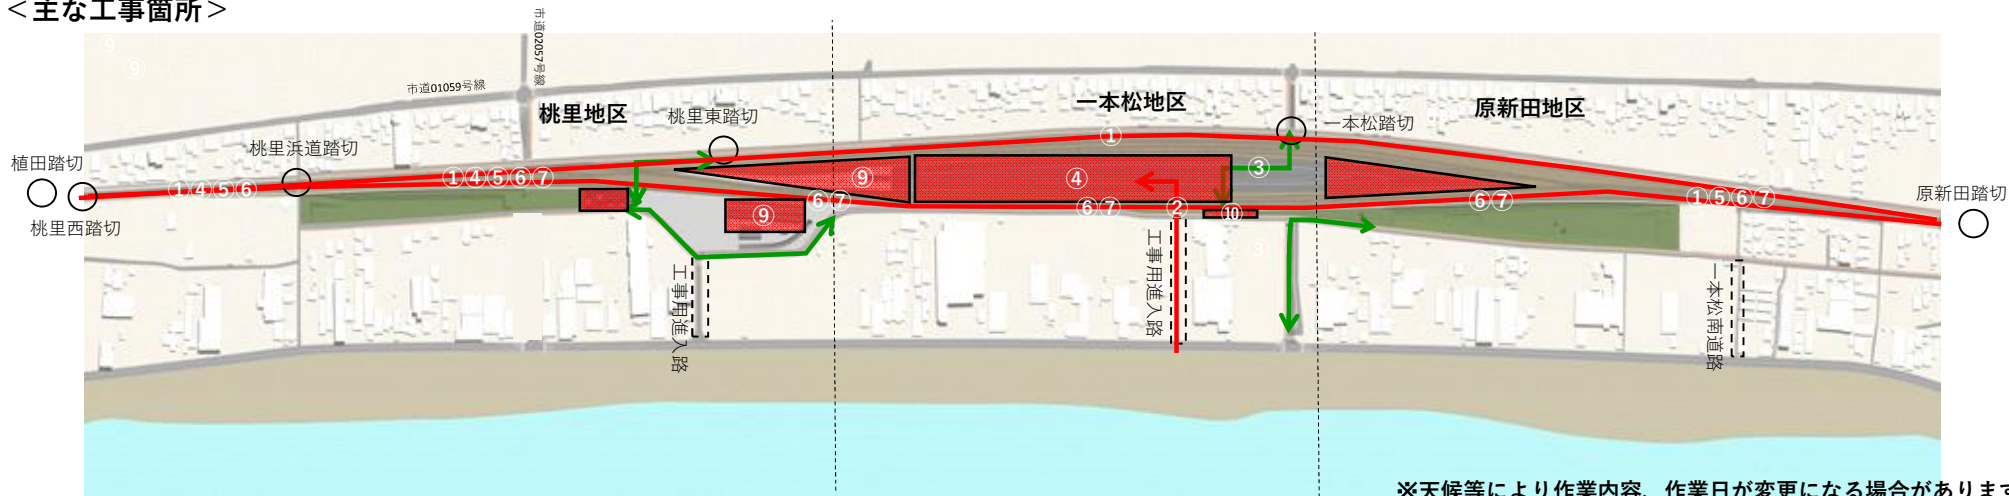 ＜主な工事箇所＞
市道02057号線
⑨
⑨
市道01059号線
桃里地区
桃里東踏切
一本松地区
原新田地区
一本松踏切
①
桃里浜道踏切
植田踏切
桃里西踏切
①④⑤⑥
①④⑤⑥⑦
⑨
④
③
原新田踏切
⑨
⑥⑦
⑥⑦
②
⑩
⑥⑦
①⑤⑥⑦
③
工事用進入路
工事用進入路
一本松南道路
※天候等により作業内容、作業日が変更になる場合があります